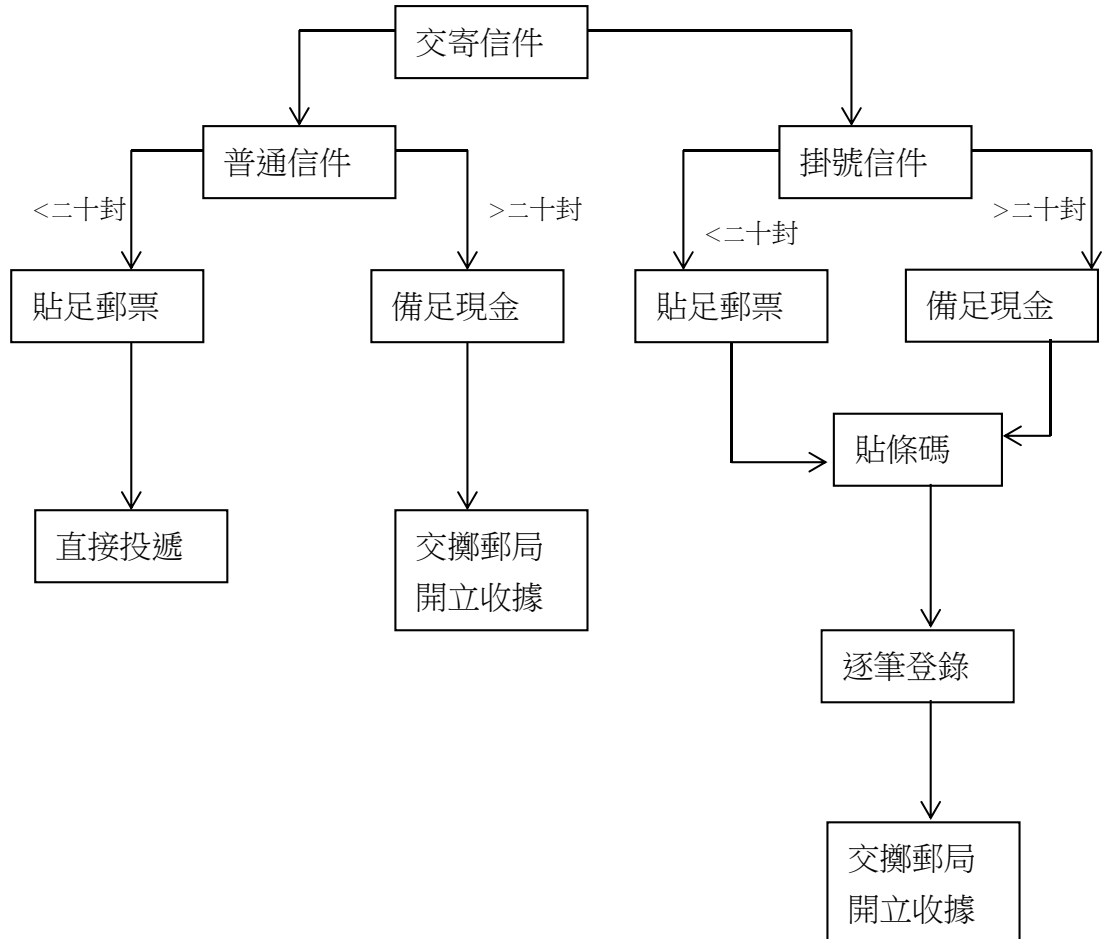 交寄信件
普通信件
掛號信件
<二十封
>二十封
<二十封
>二十封
貼足郵票
備足現金
貼足郵票
備足現金
貼條碼
直接投遞
交擲郵局
開立收據
逐筆登錄
交擲郵局
開立收據